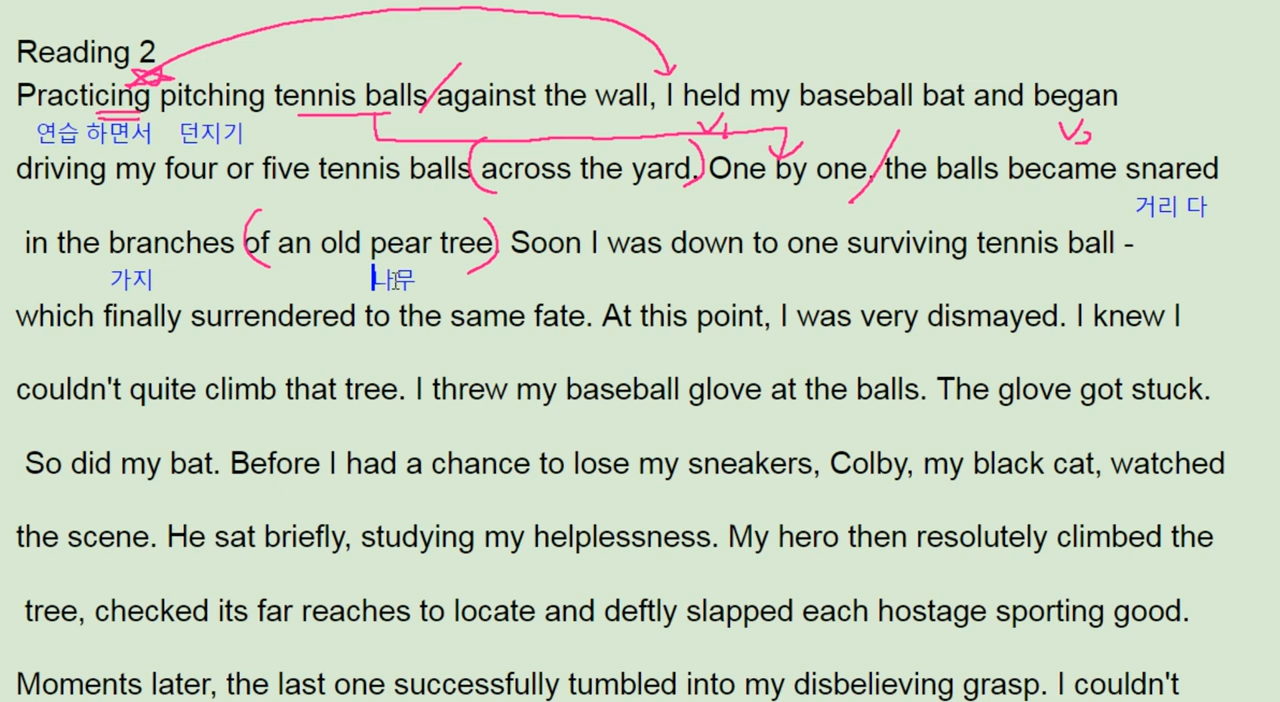 Reading 2
Practicing pitching tennis balls against the wall, I held my baseball bat and began
연습 하면서 던지기 V₁ V₂
driving my four or five tennis balls across the yard. One by one, the balls became snared
거리 다
in the branches of an old pear tree. Soon I was down to one surviving tennis ball -
가지 나무
which finally surrendered to the same fate. At this point, I was very dismayed. I knew I
couldn't quite climb that tree. I threw my baseball glove at the balls. The glove got stuck.
So did my bat. Before I had a chance to lose my sneakers, Colby, my black cat, watched
the scene. He sat briefly, studying my helplessness. My hero then resolutely climbed the
tree, checked its far reaches to locate and deftly slapped each hostage sporting good.
Moments later, the last one successfully tumbled into my disbelieving grasp. I couldn't